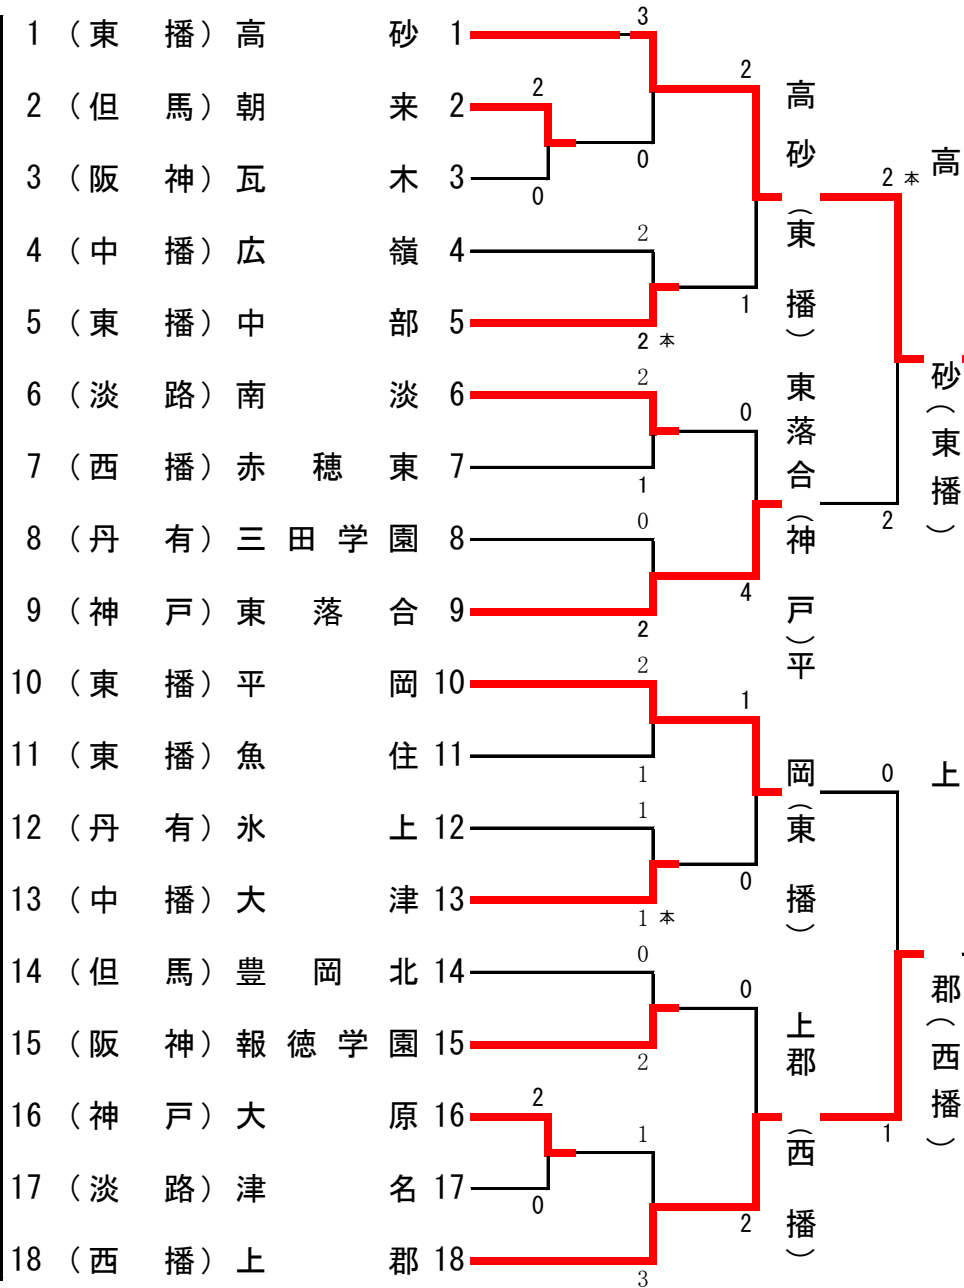 1 （東 播）高 砂 1
2 （但 馬）朝 来 2
3 （阪 神）瓦 木 3
4 （中 播）広 嶺 4
5 （東 播）中 部 5
6 （淡 路）南 淡 6
7 （西 播）赤 穂 東 7
8 （丹 有）三 田 学 園 8
9 （神 戸）東 落 合 9
10 （東 播）平 岡 10
11 （東 播）魚 住 11
12 （丹 有）氷 上 12
13 （中 播）大 津 13
14 （但 馬）豊 岡 北 14
15 （阪 神）報 徳 学 園 15
16 （神 戸）大 原 16
17 （淡 路）津 名 17
18 （西 播）上 郡 18
2
0
2
0
3
0
2
2 本
2
1
0
2
2
1
1
1 本
0
2
1
3
2
1
0
4
1
0
0
2
高砂（東播）
東落合（神戸）
平岡（東播）
上郡（西播）
2 本
2
0
1
高砂（東播）
上郡（西播）